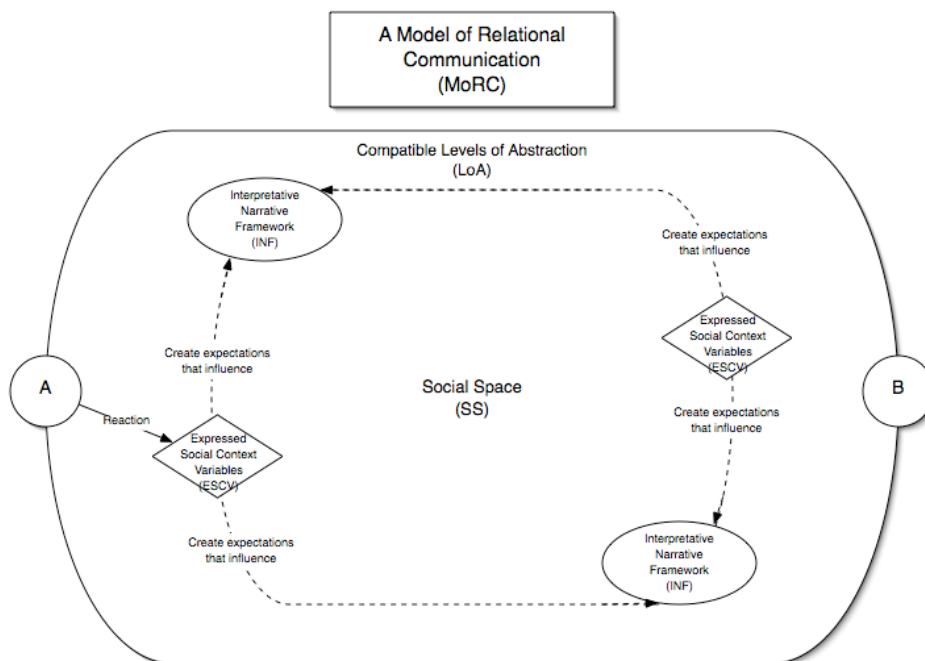 A Model of Relational
Communication
(MoRC)
Compatible Levels of Abstraction
(LoA)
Interpretative
Narrative
Framework
(INF)
Create expectations
that influence
Expressed
Social Context
Variables
(ESCV)
Create expectations
that influence
A
B
Social Space
(SS)
Create expectations
that influence
Reaction
Expressed
Social Context
Variables
(ESCV)
Create expectations
that influence
Interpretative
Narrative
Framework
(INF)